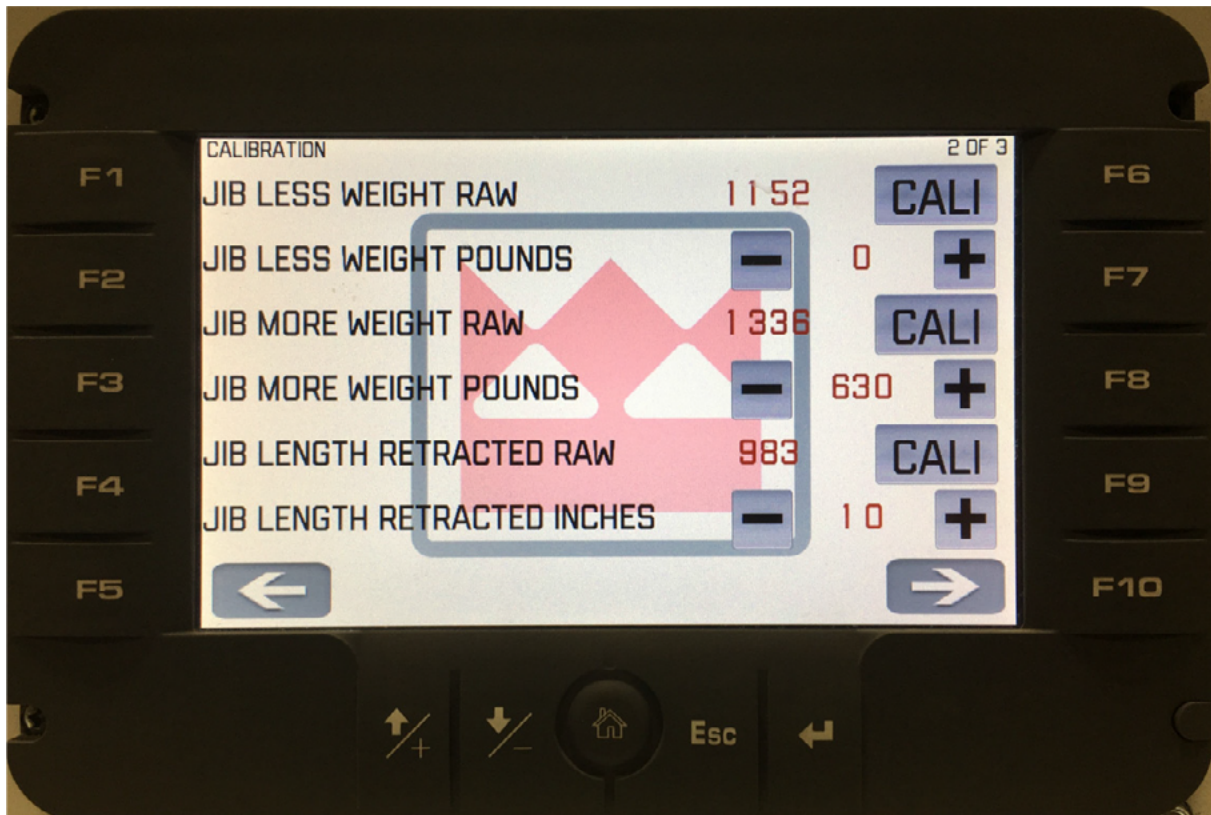 CALIBRATION 2 OF 3
F1 JIB LESS WEIGHT RAW 1152 CALI F6
F2 JIB LESS WEIGHT POUNDS − 0 + F7
JIB MORE WEIGHT RAW 1336 CALI
F3 JIB MORE WEIGHT POUNDS − 630 + F8
JIB LENGTH RETRACTED RAW 983 CALI
F4 JIB LENGTH RETRACTED INCHES − 10 + F9
F5 F10
+ − Esc